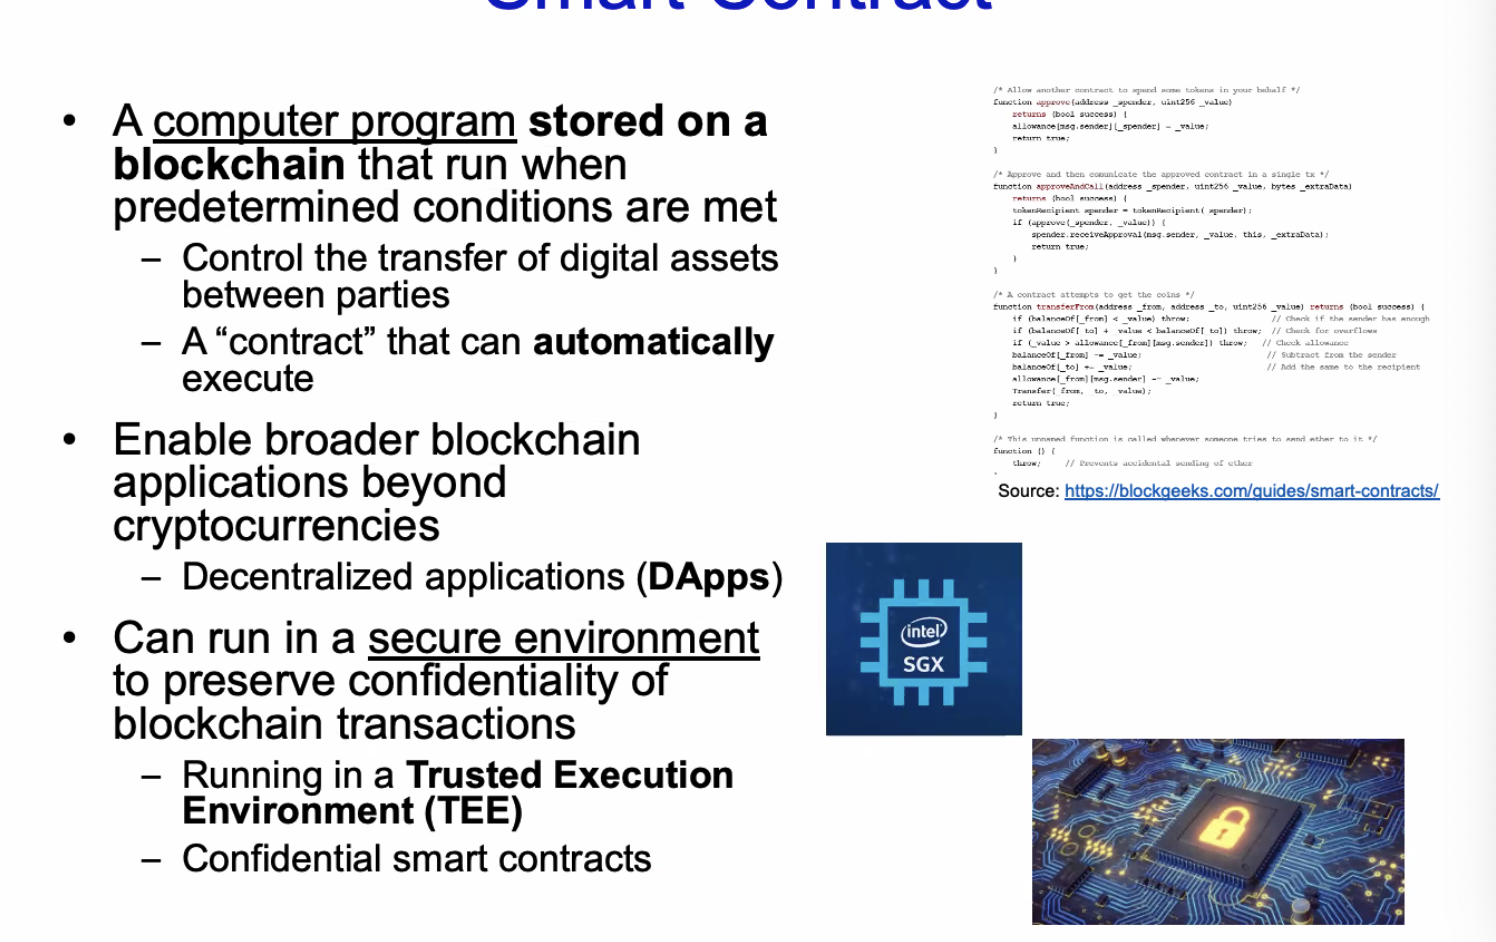 Smart Contract
• A computer program stored on a
blockchain that run when
predetermined conditions are met
– Control the transfer of digital assets
between parties
– A “contract” that can automatically
execute
• Enable broader blockchain
applications beyond
cryptocurrencies
– Decentralized applications (DApps)
• Can run in a secure environment
to preserve confidentiality of
blockchain transactions
– Running in a Trusted Execution
Environment (TEE)
– Confidential smart contracts
/* Allow another contract to spend some tokens in your behalf */
function approve(address _spender, uint256 _value)
returns (bool success) {
allowance[msg.sender][_spender] = _value;
return true;
}
/* Approve and then comunicate the approved contract in a single tx */
function approveAndCall(address _spender, uint256 _value, bytes _extraData)
returns (bool success) {
tokenRecipient spender = tokenRecipient(_spender);
if (approve(_spender, _value)) {
spender.receiveApproval(msg.sender, _value, this, _extraData);
return true;
}
}
/* A contract attempts to get the coins */
function transferFrom(address _from, address _to, uint256 _value) returns (bool success) {
if (balanceOf[_from] < _value) throw; // Check if the sender has enough
if (balanceOf[_to] + _value < balanceOf[_to]) throw; // Check for overflows
if (_value > allowance[_from][msg.sender]) throw; // Check allowance
balanceOf[_from] -= _value; // Subtract from the sender
balanceOf[_to] += _value; // Add the same to the recipient
allowance[_from][msg.sender] -= _value;
Transfer(_from, _to, _value);
return true;
}
/* This unnamed function is called whenever someone tries to send ether to it */
function () {
throw; // Prevents accidental sending of ether
Source: https://blockgeeks.com/guides/smart-contracts/
intel
SGX